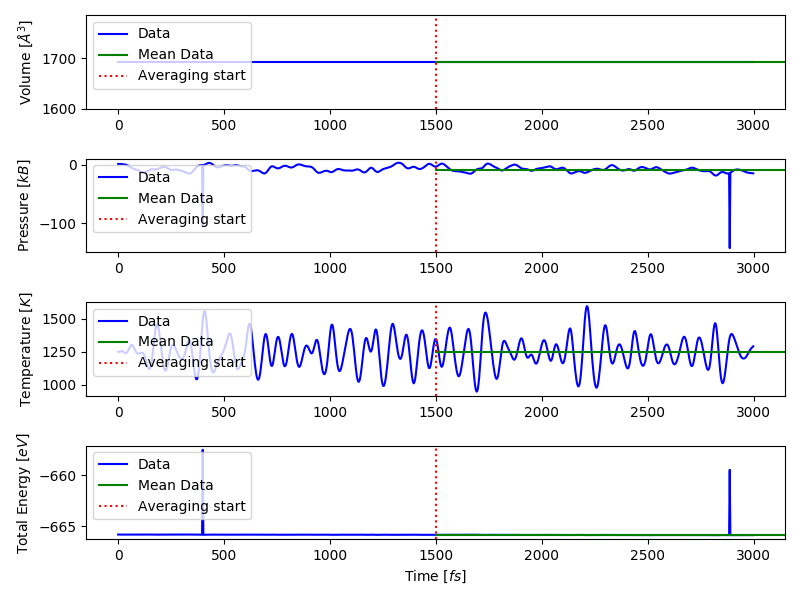 Volume [Å³]
1700
1600
Data
Mean Data
Averaging start
0 500 1000 1500 2000 2500 3000
Pressure [kB]
0
−100
Data
Mean Data
Averaging start
0 500 1000 1500 2000 2500 3000
Temperature [K]
1500
1250
1000
Data
Mean Data
Averaging start
0 500 1000 1500 2000 2500 3000
Total Energy [eV]
−660
−665
Data
Mean Data
Averaging start
0 500 1000 1500 2000 2500 3000
Time [fs]